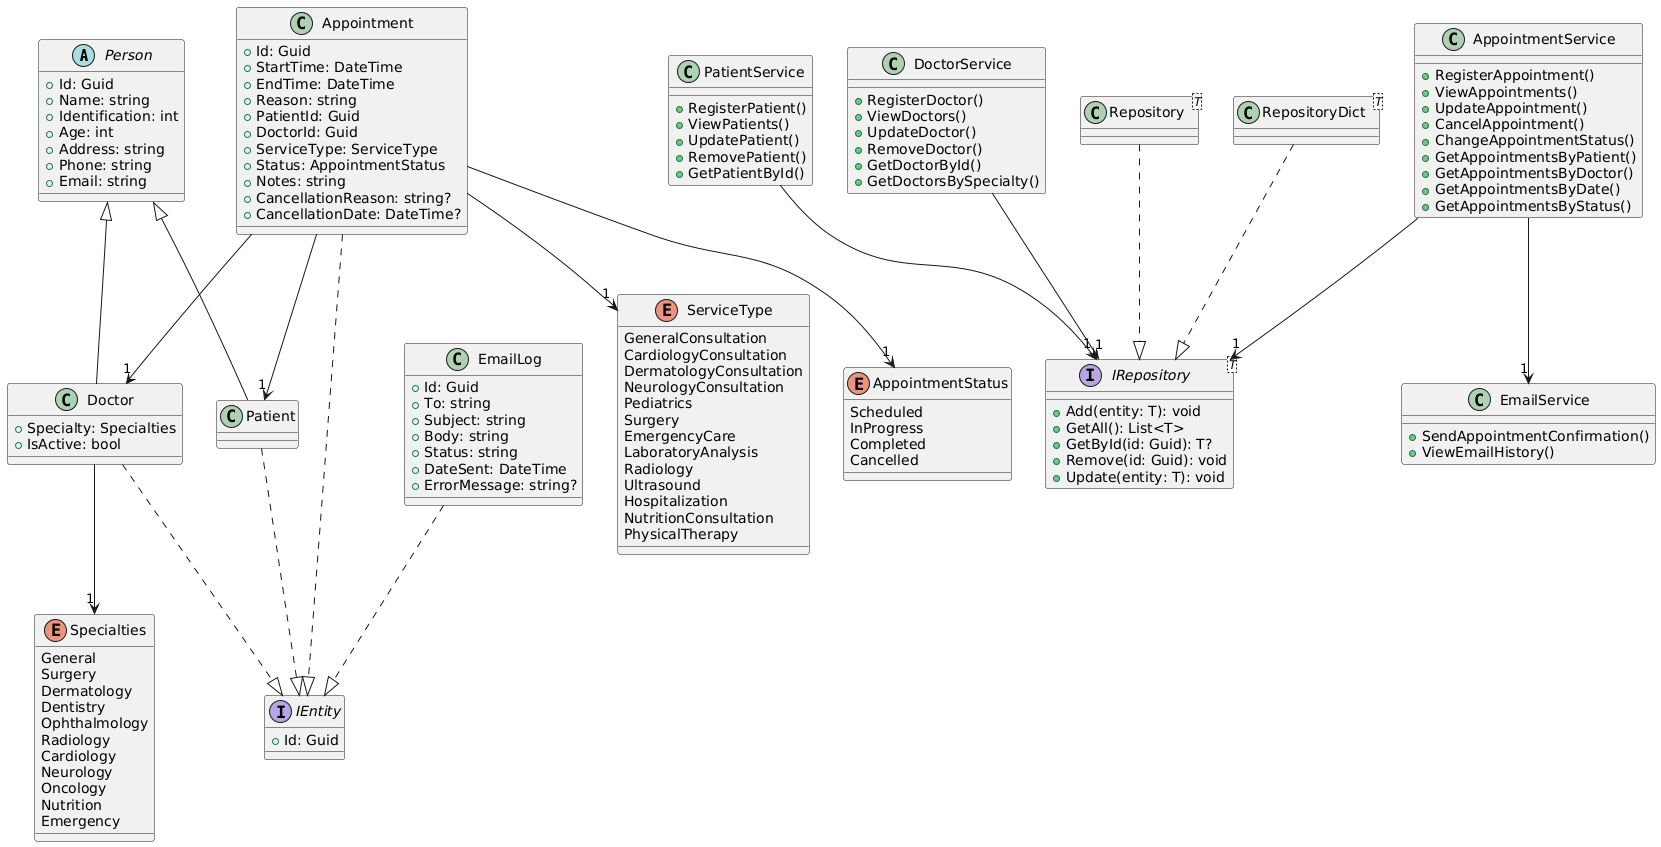 A Person
Id: Guid
Name: string
Identification: int
Age: int
Address: string
Phone: string
Email: string
C Appointment
Id: Guid
StartTime: DateTime
EndTime: DateTime
Reason: string
PatientId: Guid
DoctorId: Guid
ServiceType: ServiceType
Status: AppointmentStatus
Notes: string
CancellationReason: string?
CancellationDate: DateTime?
C PatientService
RegisterPatient()
ViewPatients()
UpdatePatient()
RemovePatient()
GetPatientById()
C DoctorService
RegisterDoctor()
ViewDoctors()
UpdateDoctor()
RemoveDoctor()
GetDoctorById()
GetDoctorsBySpecialty()
C Repository T
C RepositoryDict T
C AppointmentService
RegisterAppointment()
ViewAppointments()
UpdateAppointment()
CancelAppointment()
ChangeAppointmentStatus()
GetAppointmentsByPatient()
GetAppointmentsByDoctor()
GetAppointmentsByDate()
GetAppointmentsByStatus()
1
1
1
1
1
1
1
1
C Doctor
Specialty: Specialties
IsActive: bool
C Patient
C EmailLog
Id: Guid
To: string
Subject: string
Body: string
Status: string
DateSent: DateTime
ErrorMessage: string?
E ServiceType
GeneralConsultation
CardiologyConsultation
DermatologyConsultation
NeurologyConsultation
Pediatrics
Surgery
EmergencyCare
LaboratoryAnalysis
Radiology
Ultrasound
Hospitalization
NutritionConsultation
PhysicalTherapy
E AppointmentStatus
Scheduled
InProgress
Completed
Cancelled
I IRepository T
Add(entity: T): void
GetAll(): List<T>
GetById(id: Guid): T?
Remove(id: Guid): void
Update(entity: T): void
C EmailService
SendAppointmentConfirmation()
ViewEmailHistory()
1
E Specialties
General
Surgery
Dermatology
Dentistry
Ophthalmology
Radiology
Cardiology
Neurology
Oncology
Nutrition
Emergency
I IEntity
Id: Guid